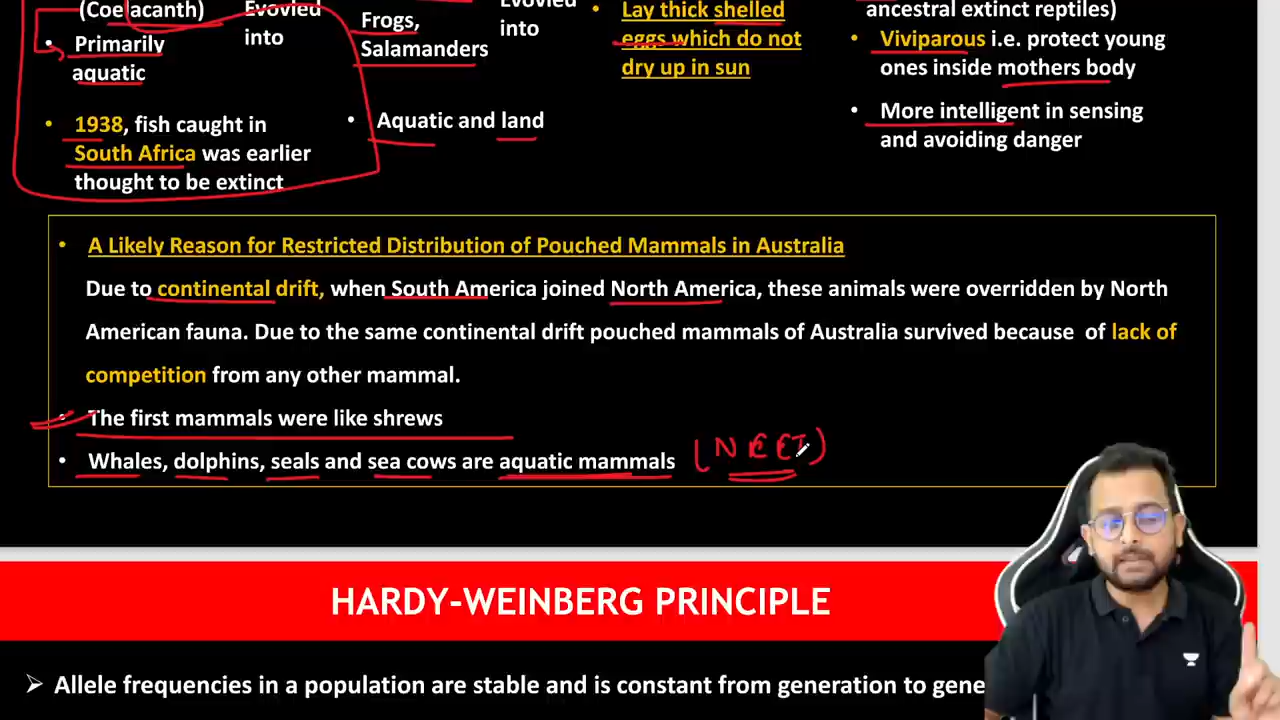 (Coelacanth)
Primarily
aquatic
1938, fish caught in
South Africa was earlier
thought to be extinct
Evovled
into
Frogs,
Salamanders
Aquatic and land
into
Lay thick shelled
eggs which do not
dry up in sun
ancestral extinct reptiles)
Viviparous i.e. protect young
ones inside mothers body
More intelligent in sensing
and avoiding danger
A Likely Reason for Restricted Distribution of Pouched Mammals in Australia
Due to continental drift, when South America joined North America, these animals were overridden by North
American fauna. Due to the same continental drift pouched mammals of Australia survived because of lack of
competition from any other mammal.
The first mammals were like shrews
Whales, dolphins, seals and sea cows are aquatic mammals (NEET)
HARDY-WEINBERG PRINCIPLE
Allele frequencies in a population are stable and is constant from generation to gene